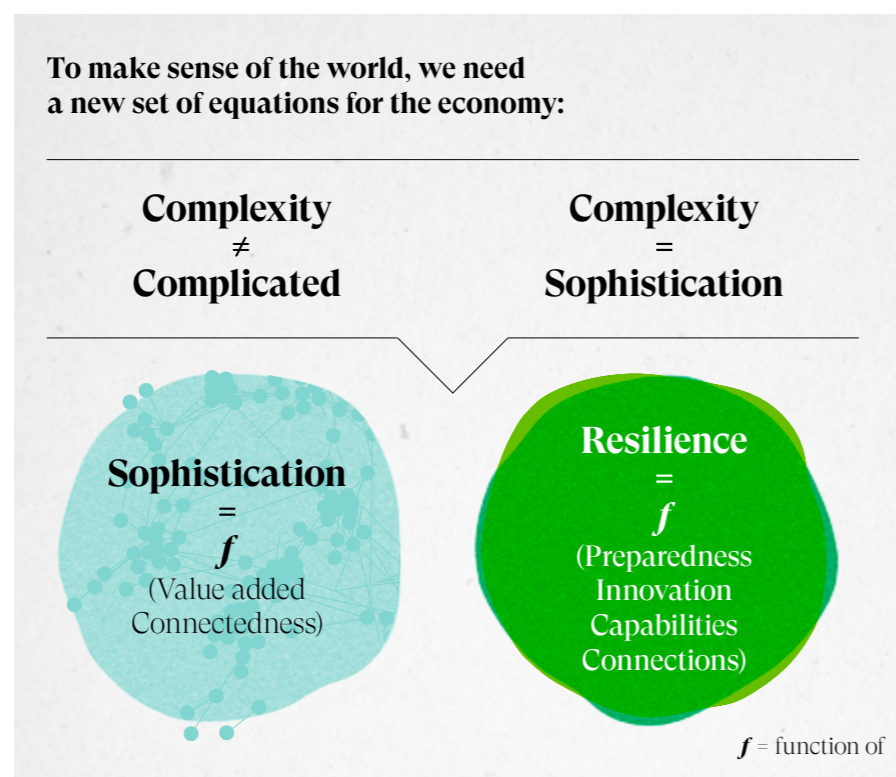 To make sense of the world, we need
a new set of equations for the economy:
Complexity
≠
Complicated
Complexity
=
Sophistication
Sophistication
=
f
(Value added
Connectedness)
Resilience
=
f
(Preparedness
Innovation
Capabilities
Connections)
f = function of